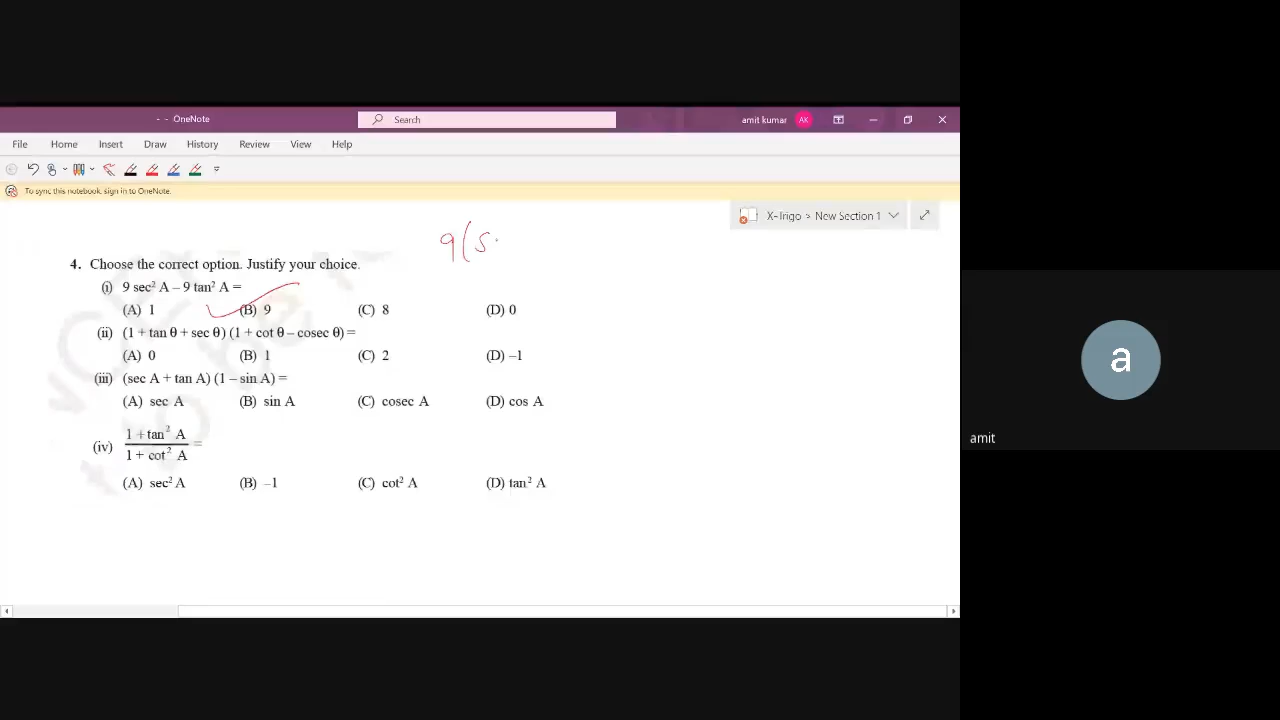 - - OneNote
Search
amit kumar AK
File Home Insert Draw History Review View Help
To sync this notebook, sign in to OneNote.
X-Trigo > New Section 1
9(s
4. Choose the correct option. Justify your choice.
(i) 9 sec² A – 9 tan² A =
(A) 1 (B) 9 (C) 8 (D) 0
(ii) (1 + tan θ + sec θ) (1 + cot θ – cosec θ) =
(A) 0 (B) 1 (C) 2 (D) –1
(iii) (sec A + tan A) (1 – sin A) =
(A) sec A (B) sin A (C) cosec A (D) cos A
(iv) 1 + tan² A / 1 + cot² A =
(A) sec² A (B) –1 (C) cot² A (D) tan² A
a
amit